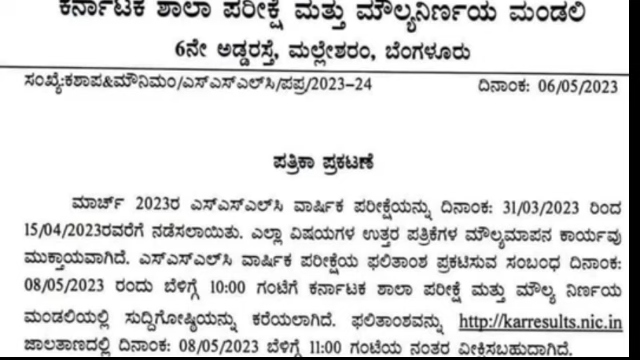 ಕರ್ನಾಟಕ ಶಾಲಾ ಪರೀಕ್ಷೆ ಮತ್ತು ಮೌಲ್ಯನಿರ್ಣಯ ಮಂಡಲಿ
6ನೇ ಅಡ್ಡರಸ್ತೆ, ಮಲ್ಲೇಶರಂ, ಬೆಂಗಳೂರು
ಸಂಖ್ಯೆ:ಕಶಾಪ&ಮೌನಿಮಂ/ಎಸ್‌ಎಸ್‌ಎಲ್‌ಸಿ/ಪಪ್ರ/2023-24 ದಿನಾಂಕ: 06/05/2023
ಪತ್ರಿಕಾ ಪ್ರಕಟಣೆ
ಮಾರ್ಚ್ 2023ರ ಎಸ್‌ಎಸ್‌ಎಲ್‌ಸಿ ವಾರ್ಷಿಕ ಪರೀಕ್ಷೆಯನ್ನು ದಿನಾಂಕ: 31/03/2023 ರಿಂದ
15/04/2023ರವರೆಗೆ ನಡೆಸಲಾಯಿತು. ಎಲ್ಲಾ ವಿಷಯಗಳ ಉತ್ತರ ಪತ್ರಿಕೆಗಳ ಮೌಲ್ಯಮಾಪನ ಕಾರ್ಯವು
ಮುಕ್ತಾಯವಾಗಿದೆ. ಎಸ್‌ಎಸ್‌ಎಲ್‌ಸಿ ವಾರ್ಷಿಕ ಪರೀಕ್ಷೆಯ ಫಲಿತಾಂಶ ಪ್ರಕಟಿಸುವ ಸಂಬಂಧ ದಿನಾಂಕ:
08/05/2023 ರಂದು ಬೆಳಿಗ್ಗೆ 10:00 ಗಂಟೆಗೆ ಕರ್ನಾಟಕ ಶಾಲಾ ಪರೀಕ್ಷೆ ಮತ್ತು ಮೌಲ್ಯ ನಿರ್ಣಯ
ಮಂಡಲಿಯಲ್ಲಿ ಸುದ್ದಿಗೋಷ್ಠಿಯನ್ನು ಕರೆಯಲಾಗಿದೆ. ಫಲಿತಾಂಶವನ್ನು http://karresults.nic.in
ಜಾಲತಾಣದಲ್ಲಿ ದಿನಾಂಕ: 08/05/2023 ಬೆಳಿಗ್ಗೆ 11:00 ಗಂಟೆಯ ನಂತರ ವೀಕ್ಷಿಸಬಹುದಾಗಿದೆ.